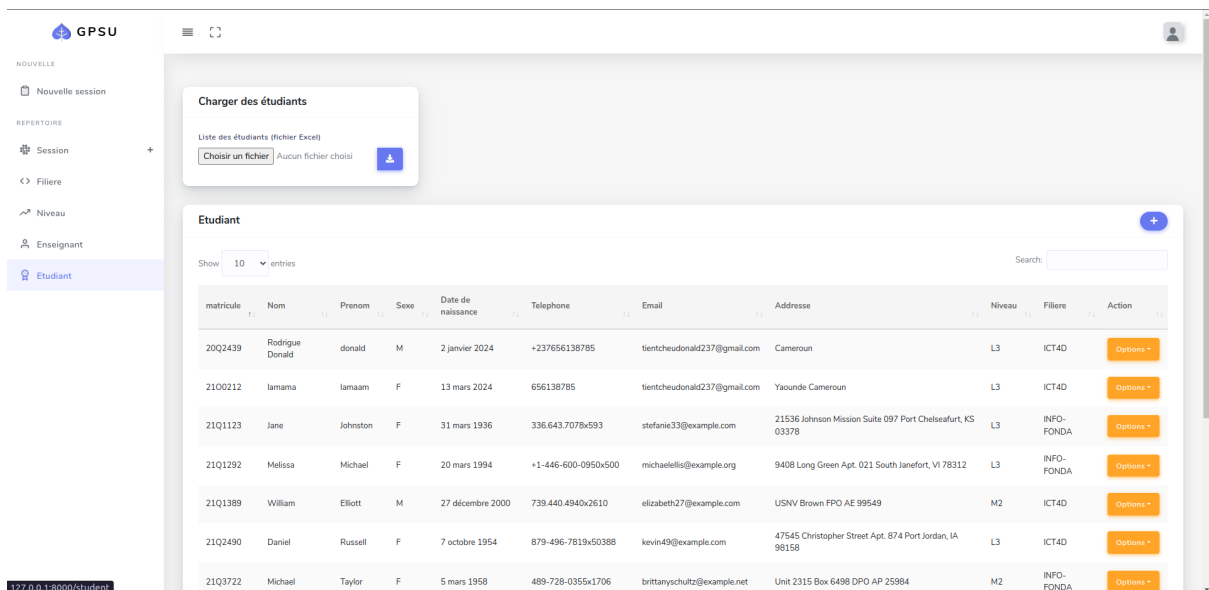 GPSU
NOUVELLE
Nouvelle session
REPERTOIRE
Session +
Filiere
Niveau
Enseignant
Etudiant
Charger des étudiants
Liste des étudiants (fichier Excel)
Choisir un fichier Aucun fichier choisi
Etudiant
+
Show 10 entries
Search:
matricule Nom Prenom Sexe Date de naissance Telephone Email Addresse Niveau Filiere Action
20Q2439 Rodrigue Donald donald M 2 janvier 2024 +237656138785 tientcheudonald237@gmail.com Cameroun L3 ICT4D Options
2100212 lamama lamaam F 13 mars 2024 656138785 tientcheudonald237@gmail.com Yaounde Cameroun L3 ICT4D Options
21Q1123 Jane Johnston F 31 mars 1936 336.643.7078x593 stefanie33@example.com 21536 Johnson Mission Suite 097 Port Chelseafurt, KS 03378 L3 INFO-FONDA Options
21Q1292 Melissa Michael F 20 mars 1994 +1-446-600-0950x500 michaelellis@example.org 9408 Long Green Apt. 021 South Janefort, VI 78312 L3 INFO-FONDA Options
21Q1389 William Elliott M 27 décembre 2000 739.440.4940x2610 elizabeth27@example.com USNV Brown FPO AE 99549 M2 ICT4D Options
21Q2490 Daniel Russell F 7 octobre 1954 879-496-7819x50388 kevin49@example.com 47545 Christopher Street Apt. 874 Port Jordan, IA 98158 L3 ICT4D Options
21Q3722 Michael Taylor F 5 mars 1958 489-728-0355x1706 brittanyschultz@example.net Unit 2315 Box 6498 DPO AP 25984 M2 INFO-FONDA Options
127.0.0.1:8000/student